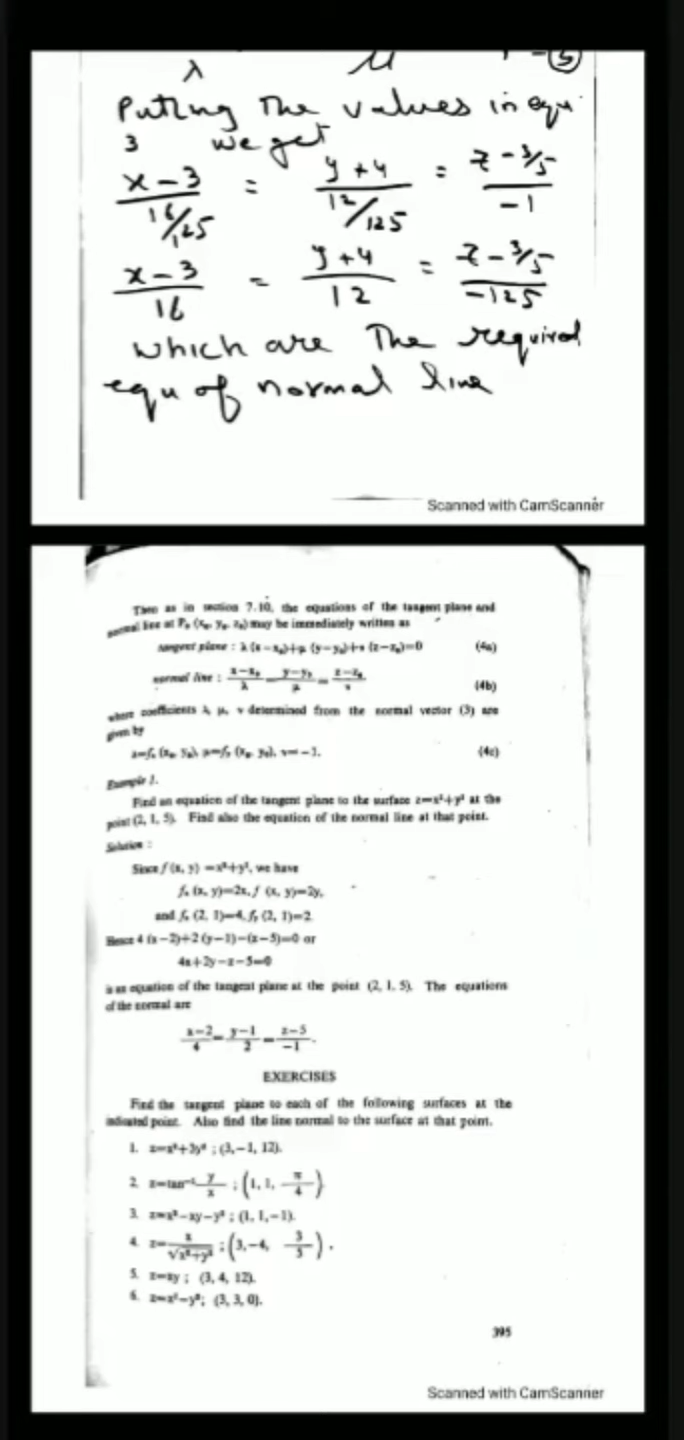 λ μ -③
Putting The values in equ
3 we get
x-3/16/125 = y+4/12/125 = z-3/5/-1
x-3/16 = y+4/12 = z-3/5/-125
which are The required
equ of normal line
Scanned with CamScanner
Then as in section 7.10, the equations of the tangent plane and
normal line at P₀ (x₀, y₀, z₀) may be immediately written as
tangent plane : λ (x-x₀)+μ (y-y₀)+ν (z-z₀)=0 (4a)
normal line : x-x₀/λ = y-y₀/μ = z-z₀/ν (4b)
where coefficients λ, μ, ν determined from the normal vector (3) are
given by
λ=fₓ (x₀, y₀), μ=fᵧ (x₀, y₀), ν=-1. (4c)
Example 1.
Find an equation of the tangent plane to the surface z=x²+y² at the
point (2, 1, 5). Find also the equation of the normal line at that point.
Solution :
Since f (x, y) =x²+y², we have
fₓ (x, y)=2x, f (x, y)=2y,
and fₓ (2, 1)=4, fᵧ (2, 1)=2
Hence 4 (x-2)+2 (y-1)-(z-5)=0 or
4x+2y-z-5=0
is an equation of the tangent plane at the point (2, 1, 5). The equations
of the normal are
x-2/4 = y-1/2 = z-5/-1.
EXERCISES
Find the tangent plane to each of the following surfaces at the
indicated point. Also find the line normal to the surface at that point.
1. z=x²+3y² ; (3,-1, 12).
2. z=tan⁻¹ y/x ; (1, 1, π/4)
3. z=x²-xy-y² ; (1, 1,-1).
4. z= x/√x²+y² ; (3,-4, 3/5).
5. z=xy ; (3, 4, 12).
6. z=x²-y²; (3, 3, 0).
395
Scanned with CamScanner